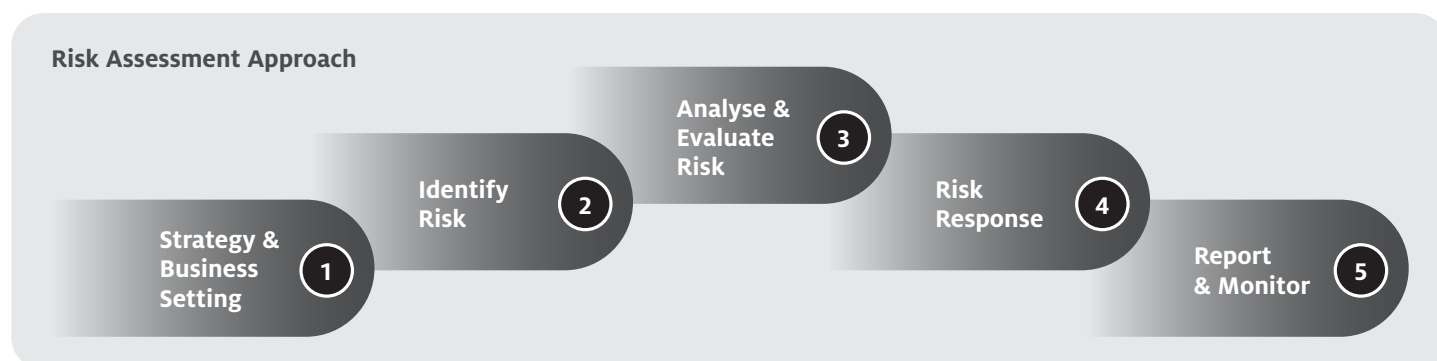 Risk Assessment Approach
Strategy &
Business
Setting
1
Identify
Risk
2
Analyse &
Evaluate
Risk
3
Risk
Response
4
Report
& Monitor
5